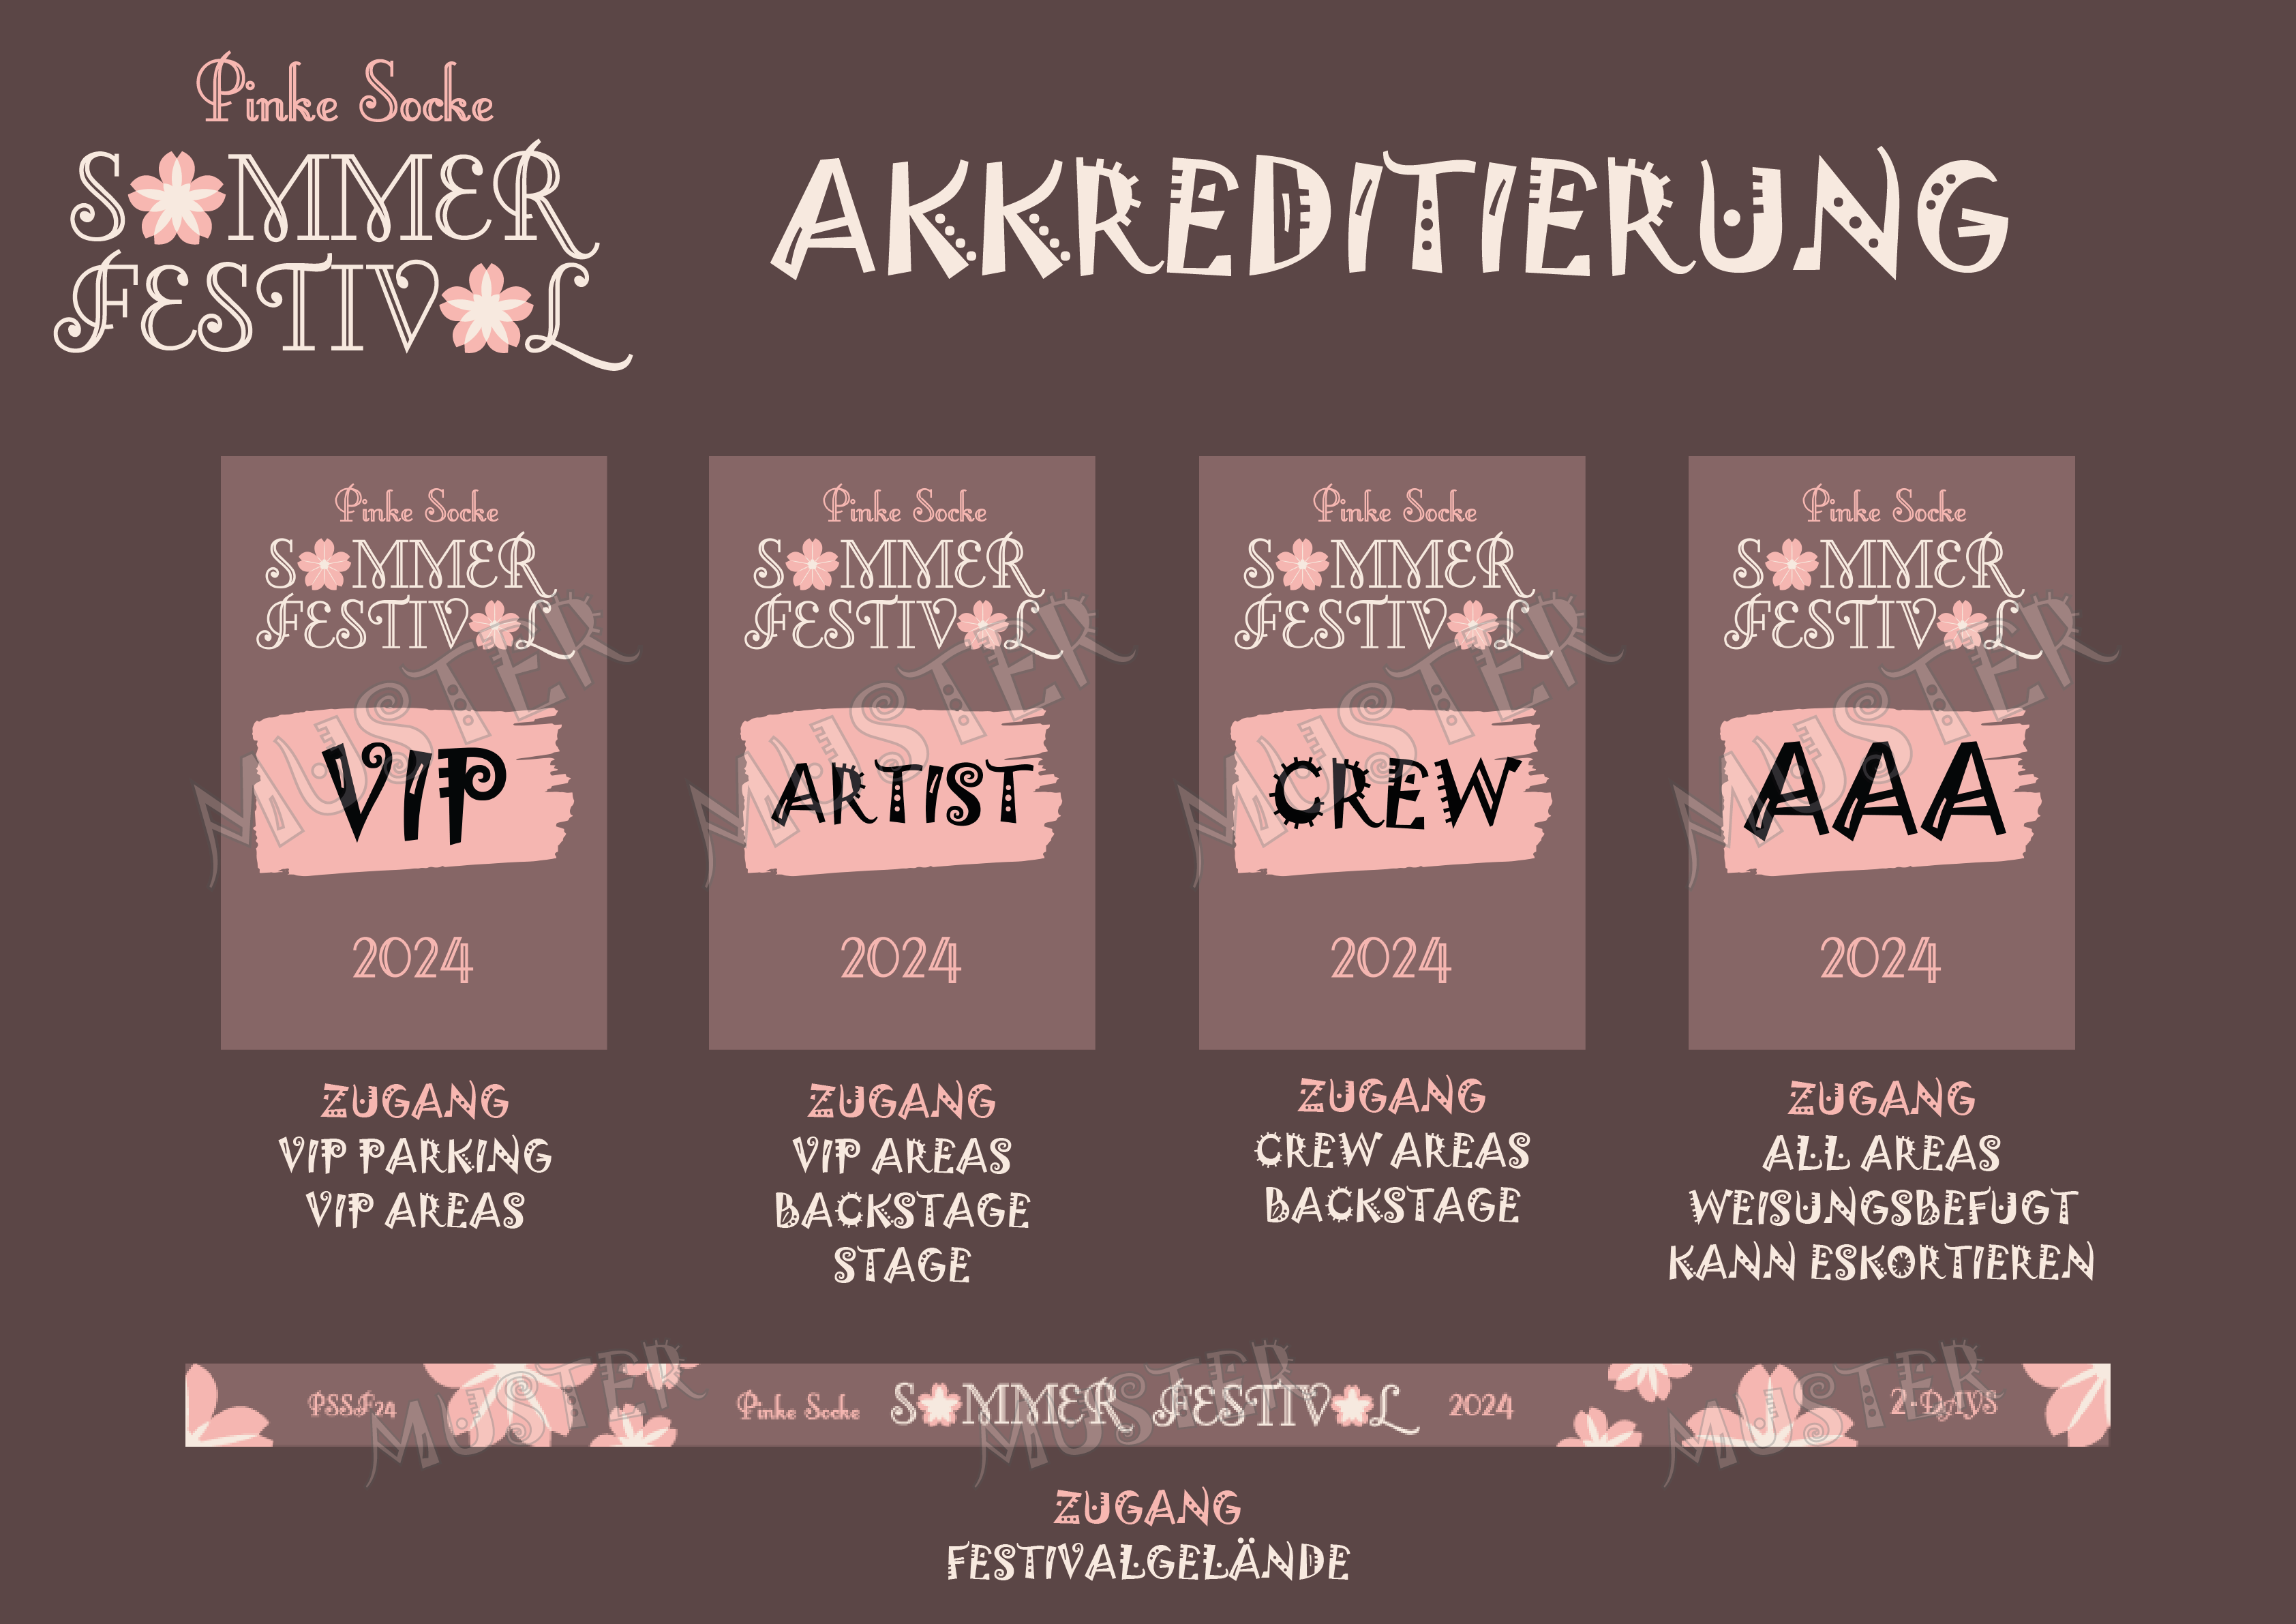 Pinke Socke
SOMMER
FESTIVAL
AKKREDITIERUNG
Pinke Socke
SOMMER
FESTIVAL
MUSTER
VIP
2024
ZUGANG
VIP PARKING
VIP AREAS
Pinke Socke
SOMMER
FESTIVAL
MUSTER
ARTIST
2024
ZUGANG
VIP AREAS
BACKSTAGE
STAGE
Pinke Socke
SOMMER
FESTIVAL
MUSTER
CREW
2024
ZUGANG
CREW AREAS
BACKSTAGE
Pinke Socke
SOMMER
FESTIVAL
MUSTER
AAA
2024
ZUGANG
ALL AREAS
WEISUNGSBEFUGT
KANN ESKORTIEREN
PSSF24
MUSTER
Pinke Socke SOMMER FESTIVAL 2024
MUSTER
2-DAYS
MUSTER
ZUGANG
FESTIVALGELÄNDE